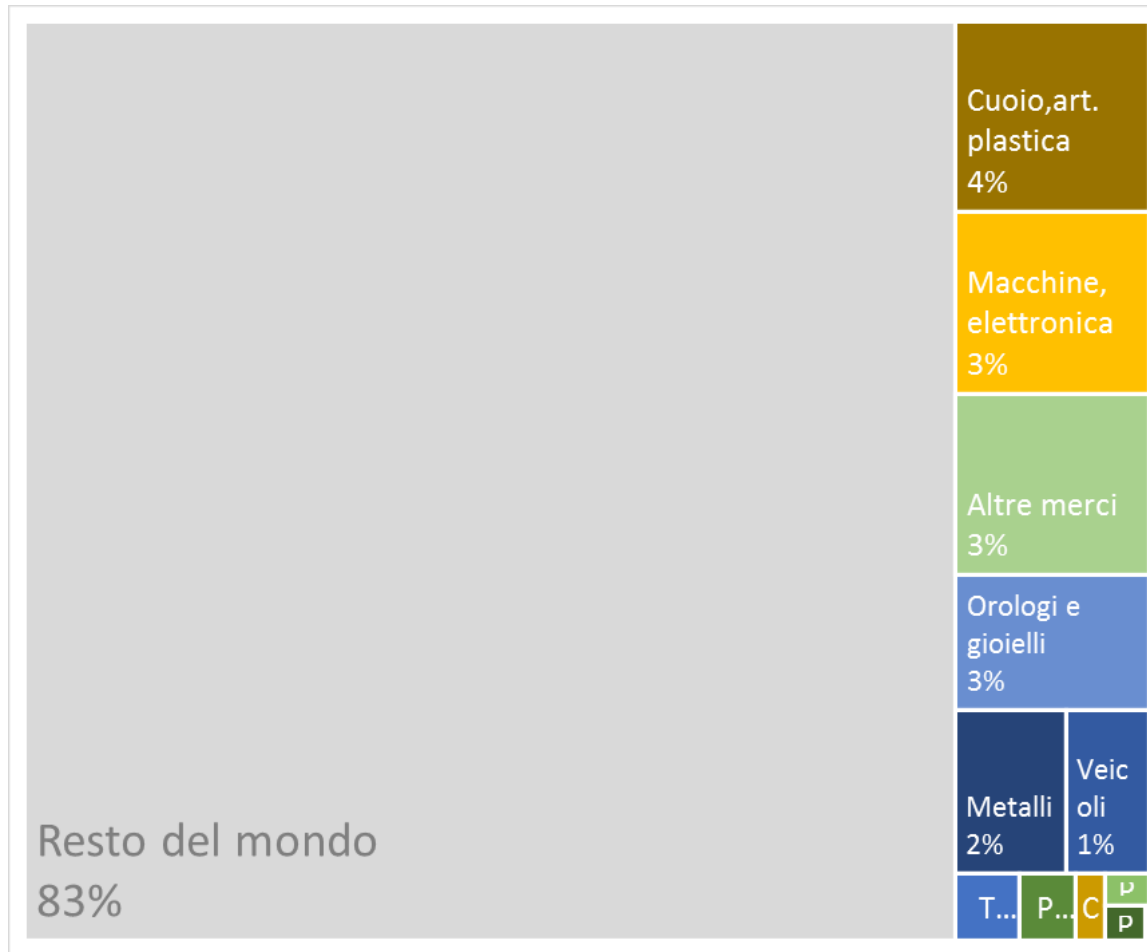 Cuoio,art.
plastica
4%
Macchine,
elettronica
3%
Altre merci
3%
Orologi e
gioielli
3%
Metalli
2%
Veic
oli
1%
Resto del mondo
83%
T...
P...
C
P
P